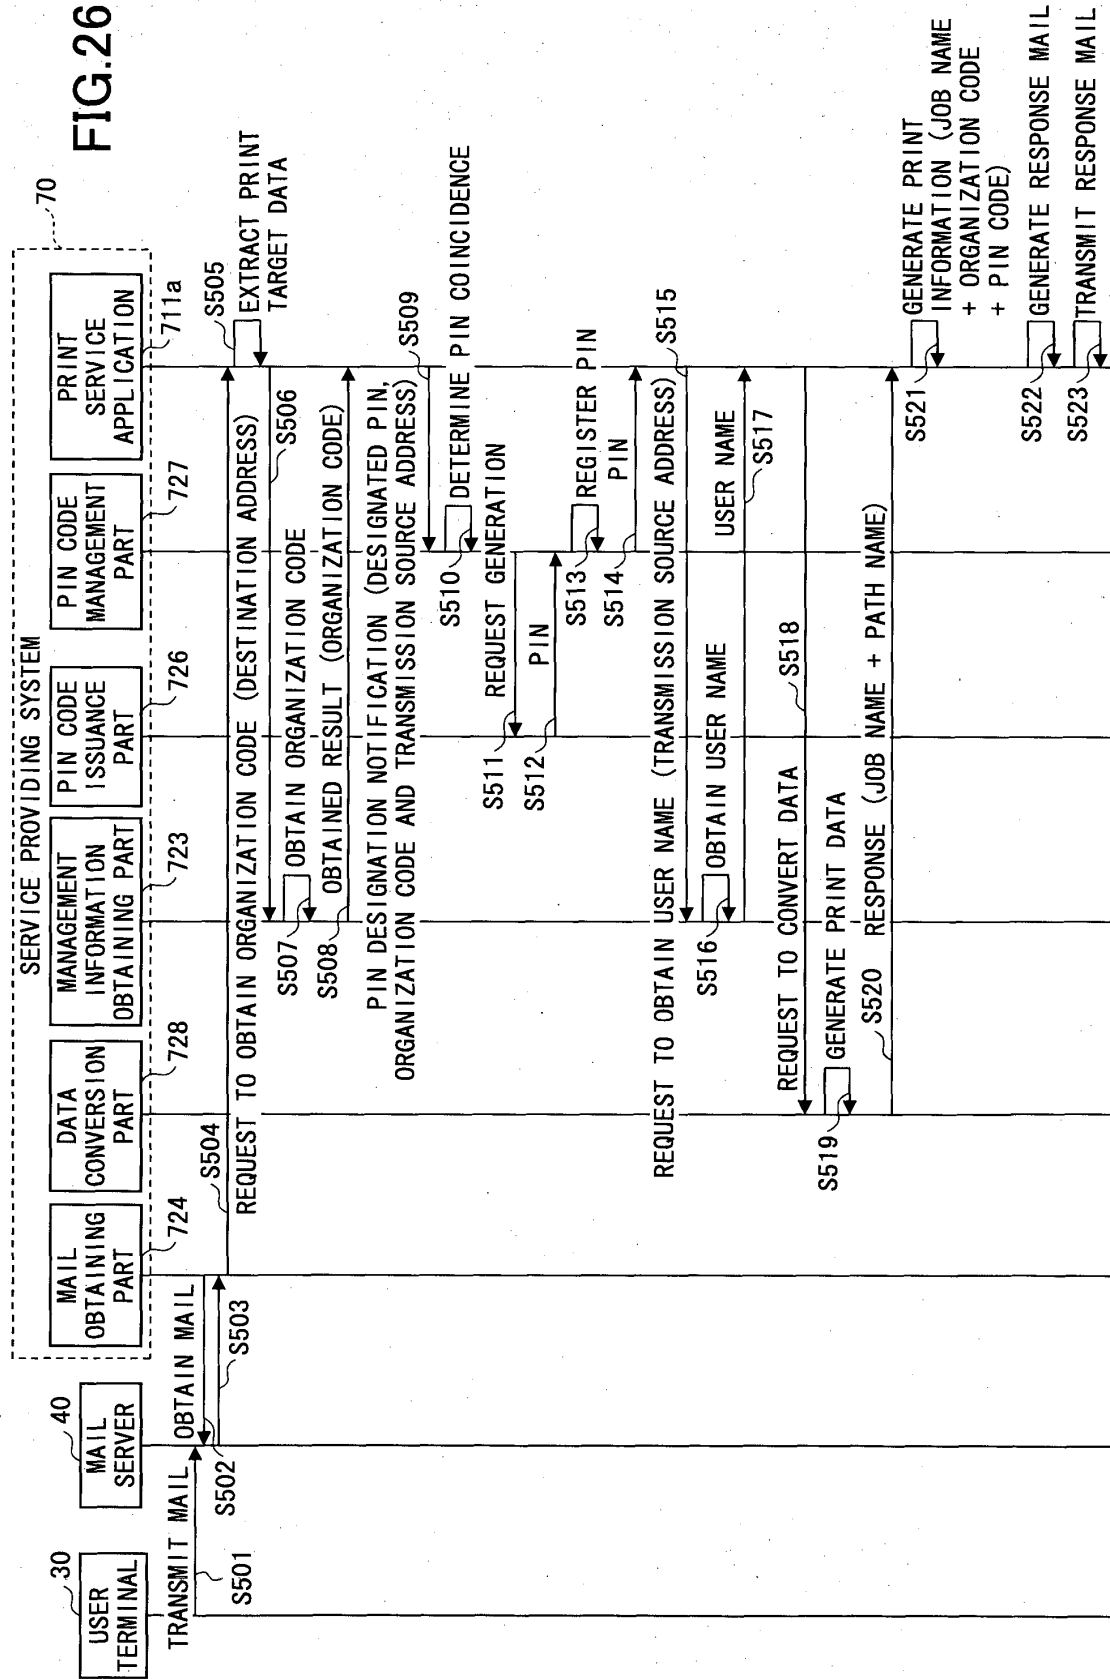 FIG.26
SERVICE PROVIDING SYSTEM
70
30
USER
TERMINAL
40
MAIL
SERVER
MAIL
OBTAINING
PART
724
DATA
CONVERSION
PART
728
MANAGEMENT
INFORMATION
OBTAINING PART
723
PIN CODE
ISSUANCE
PART
726
PIN CODE
MANAGEMENT
PART
727
PRINT
SERVICE
APPLICATION
711a
TRANSMIT MAIL
S501
OBTAIN MAIL
S502
S503
S504
S505
EXTRACT PRINT
TARGET DATA
REQUEST TO OBTAIN ORGANIZATION CODE (DESTINATION ADDRESS)
S506
S507
OBTAIN ORGANIZATION CODE
S508
OBTAINED RESULT (ORGANIZATION CODE)
PIN DESIGNATION NOTIFICATION (DESIGNATED PIN,
ORGANIZATION CODE AND TRANSMISSION SOURCE ADDRESS)
S509
S510
DETERMINE PIN COINCIDENCE
REQUEST GENERATION
S511
S512
PIN
S513
REGISTER PIN
S514
PIN
REQUEST TO OBTAIN USER NAME (TRANSMISSION SOURCE ADDRESS)
S515
S516
OBTAIN USER NAME
USER NAME
S517
REQUEST TO CONVERT DATA
S518
S519
GENERATE PRINT DATA
S520
RESPONSE (JOB NAME + PATH NAME)
S521
GENERATE PRINT
INFORMATION (JOB NAME
+ ORGANIZATION CODE
+ PIN CODE)
S522
GENERATE RESPONSE MAIL
S523
TRANSMIT RESPONSE MAIL